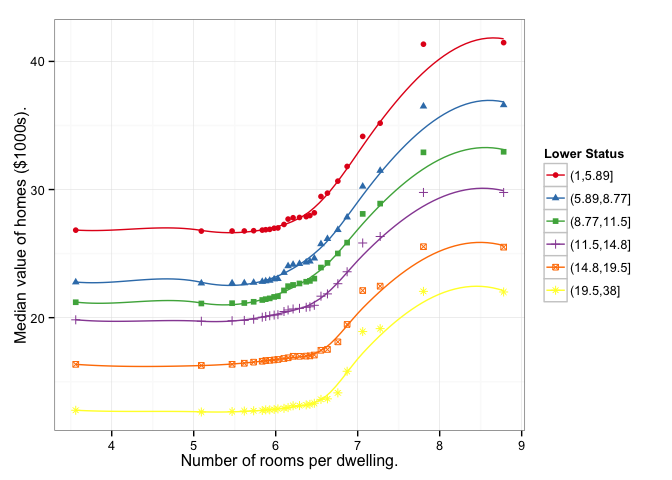 Median value of homes ($1000s).
40
30
20
4 5 6 7 8 9
Number of rooms per dwelling.
Lower Status
(1,5.89]
(5.89,8.77]
(8.77,11.5]
(11.5,14.8]
(14.8,19.5]
(19.5,38]